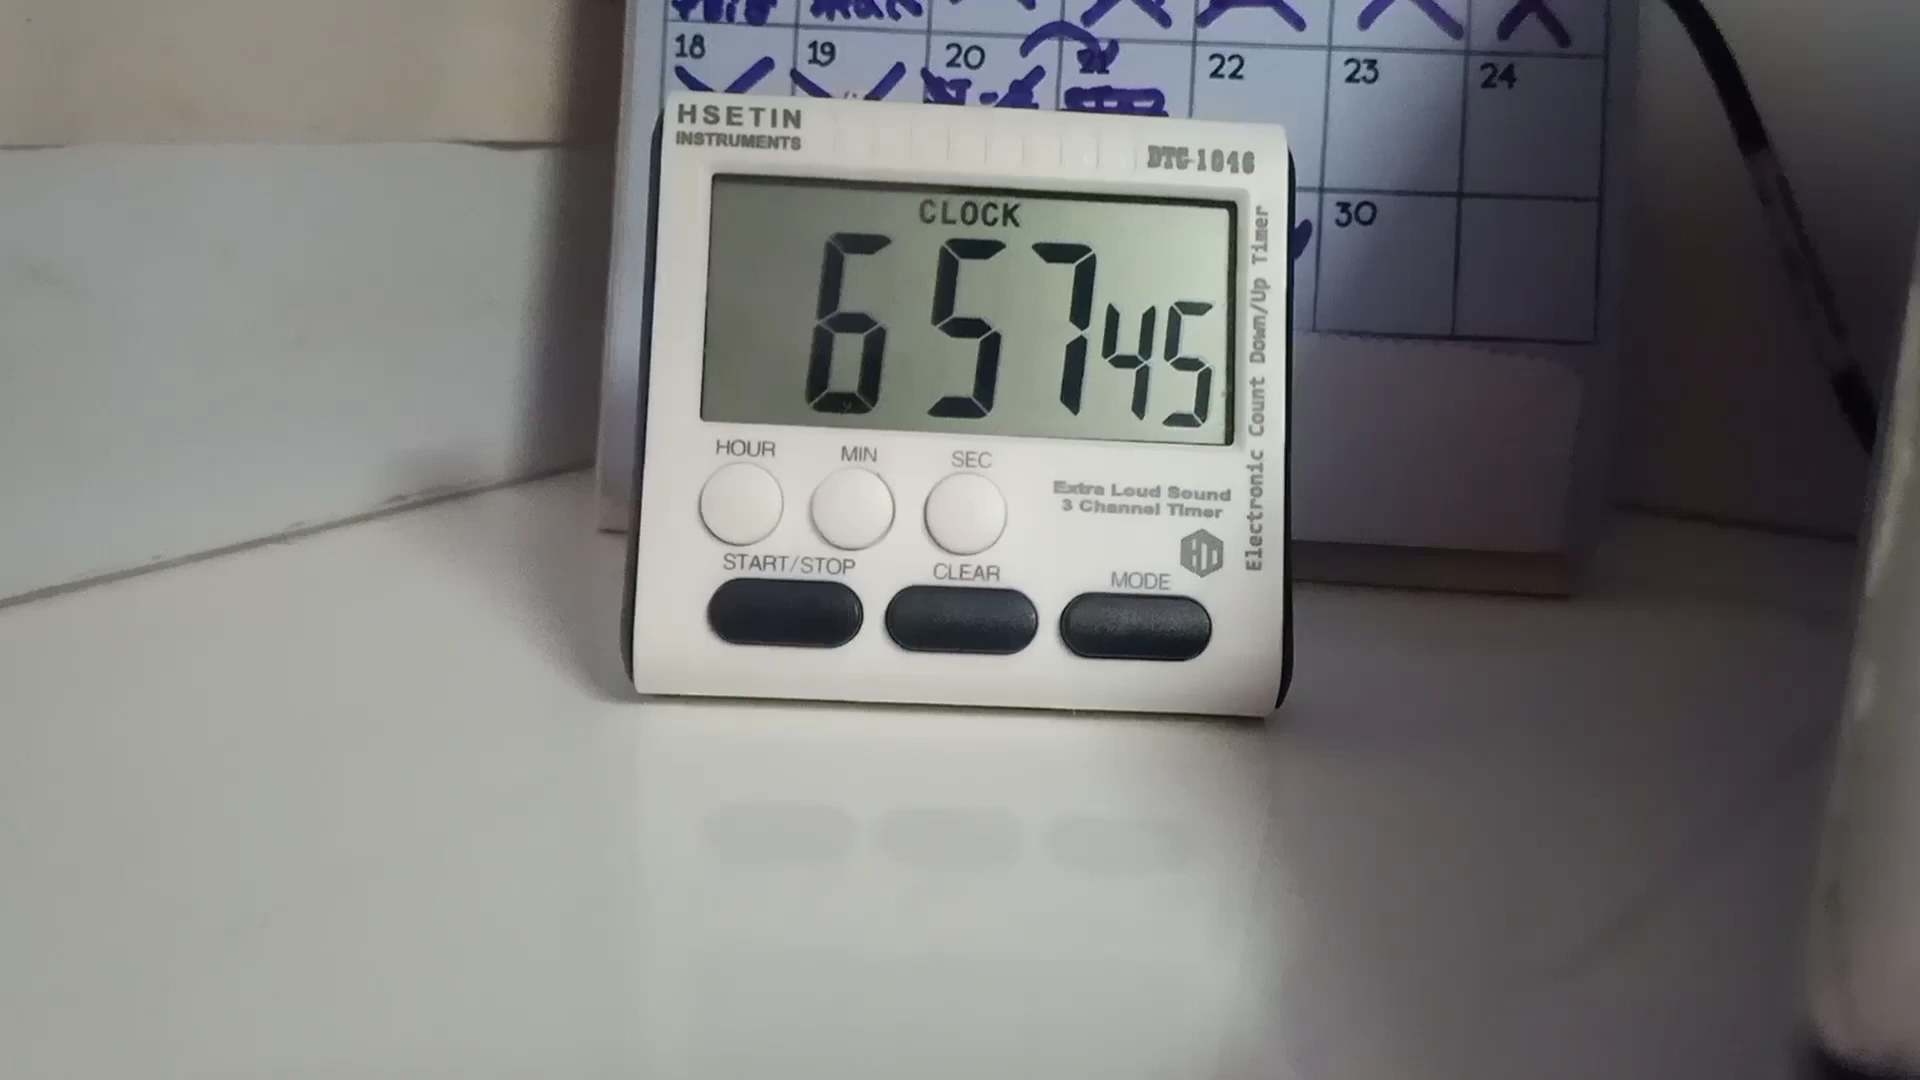 18 19 20 21 22 23 24
30
HSETIN
INSTRUMENTS
DTC-1046
CLOCK
6 57 45
HOUR MIN SEC
Extra Loud Sound
3 Channel Timer
START/STOP CLEAR MODE
Electronic Count Down/Up Timer